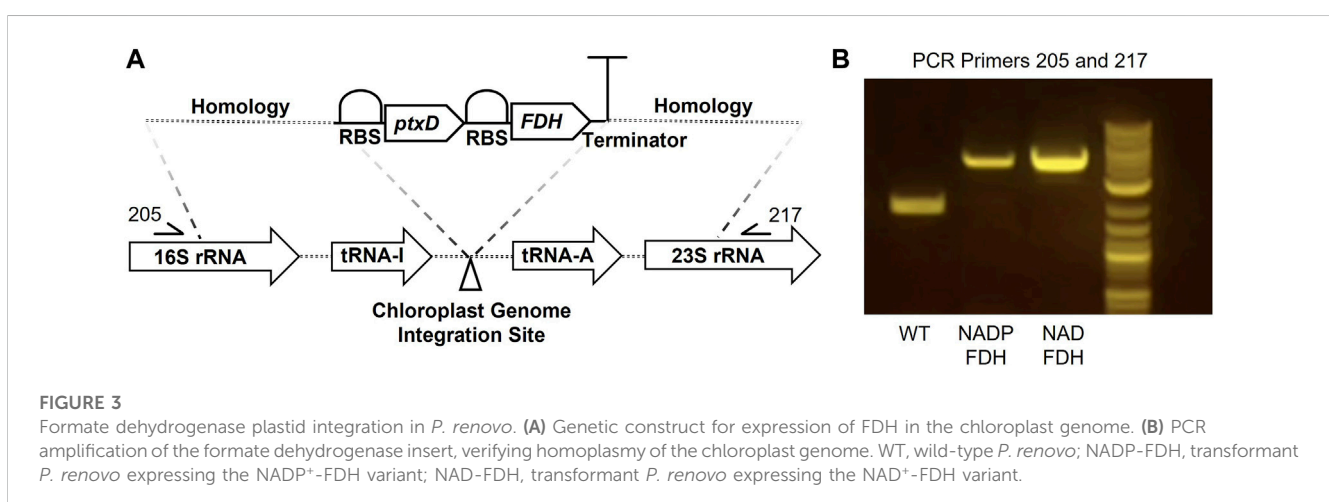 A
Homology
Homology
RBS ptxD RBS FDH Terminator
205
217
16S rRNA tRNA-I tRNA-A 23S rRNA
Chloroplast Genome
Integration Site
B
PCR Primers 205 and 217
WT NADP NAD
FDH FDH
FIGURE 3
Formate dehydrogenase plastid integration in P. renovo. (A) Genetic construct for expression of FDH in the chloroplast genome. (B) PCR
amplification of the formate dehydrogenase insert, verifying homoplasmy of the chloroplast genome. WT, wild-type P. renovo; NADP-FDH, transformant
P. renovo expressing the NADP⁺-FDH variant; NAD-FDH, transformant P. renovo expressing the NAD⁺-FDH variant.